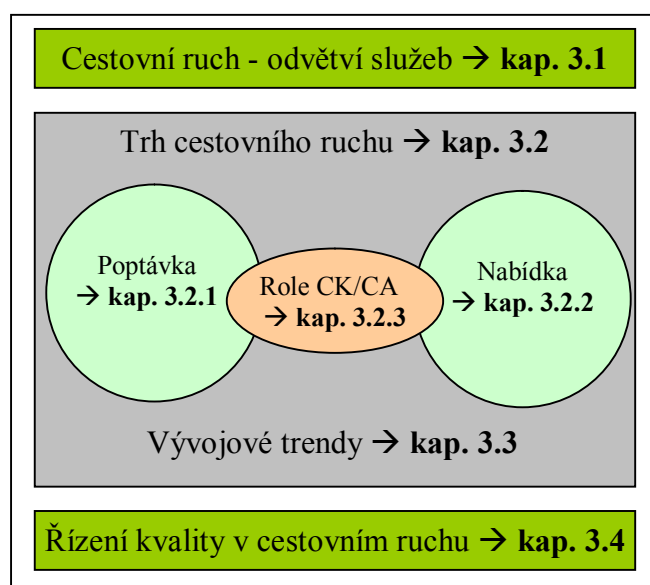 Cestovní ruch - odvětví služeb → kap. 3.1
Trh cestovního ruchu → kap. 3.2
Poptávka
→ kap. 3.2.1
Role CK/CA
→ kap. 3.2.3
Nabídka
→ kap. 3.2.2
Vývojové trendy → kap. 3.3
Řízení kvality v cestovním ruchu → kap. 3.4